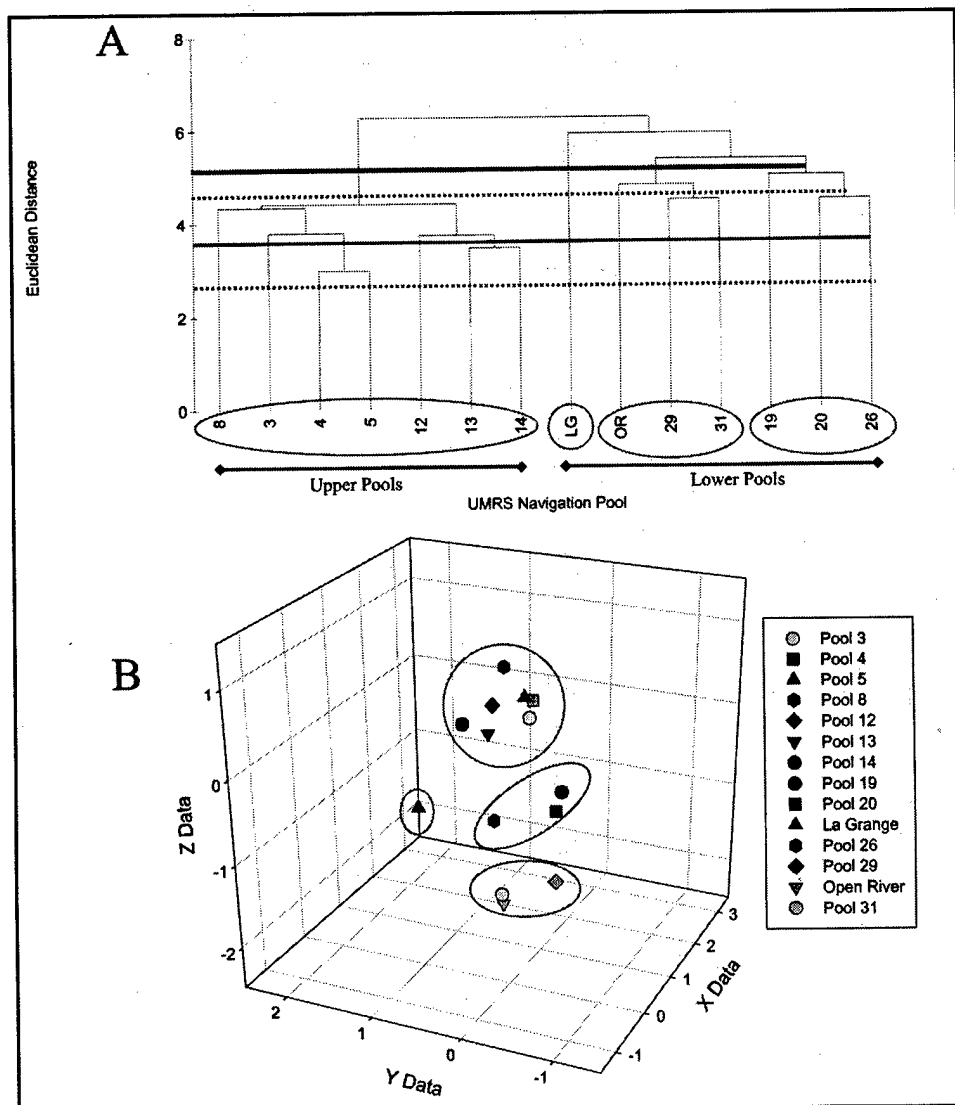 A
8
6
4
2
0
Euclidean Distance
8 3 4 5 12 13 14 LG OR 29 31 19 20 26
Upper Pools Lower Pools
UMRS Navigation Pool
B
1
0
-1
-2
Z Data
2 1 0 -1
Y Data
3
2
1
0
-1
X Data
Pool 3
Pool 4
Pool 5
Pool 8
Pool 12
Pool 13
Pool 14
Pool 19
Pool 20
La Grange
Pool 26
Pool 29
Open River
Pool 31